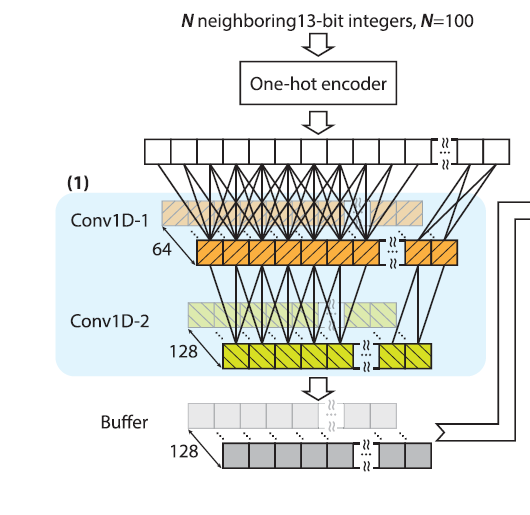 N neighboring13-bit integers, N=100
One-hot encoder
(1)
Conv1D-1
64
Conv1D-2
128
Buffer
128